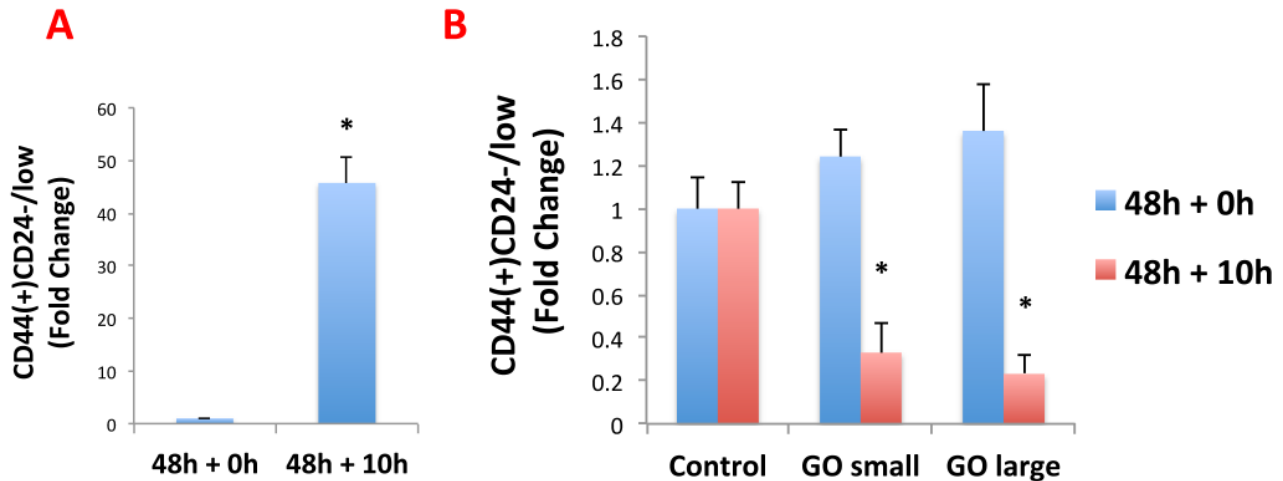 A
CD44(+)CD24-/low
(Fold Change)
60
50
40
30
20
10
0
*
48h + 0h
48h + 10h
B
CD44(+)CD24-/low
(Fold Change)
1.8
1.6
1.4
1.2
1
0.8
0.6
0.4
0.2
0
*
*
Control
GO small
GO large
48h + 0h
48h + 10h